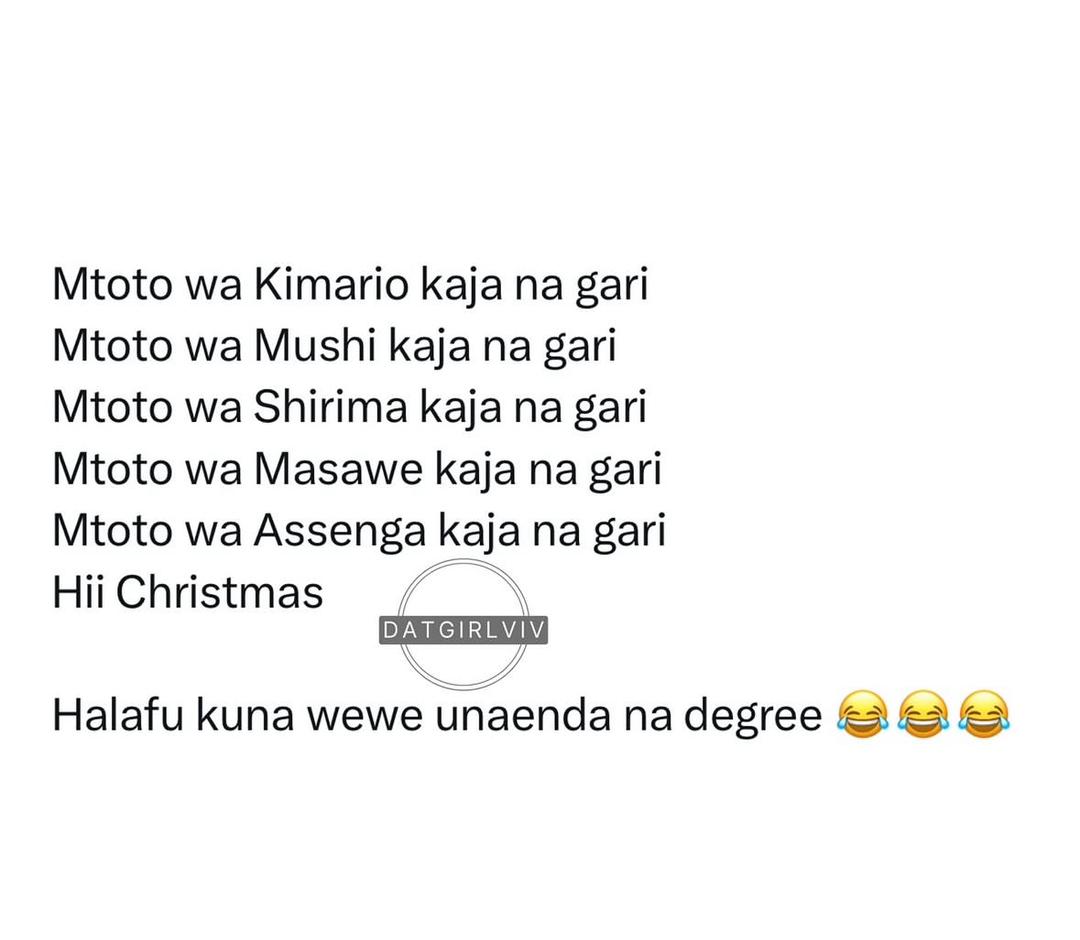 Mtoto wa Kimario kaja na gari
Mtoto wa Mushi kaja na gari
Mtoto wa Shirima kaja na gari
Mtoto wa Masawe kaja na gari
Mtoto wa Assenga kaja na gari
Hii Christmas
DATGIRLVIV
Halafu kuna wewe unaenda na degree 😂😂😂